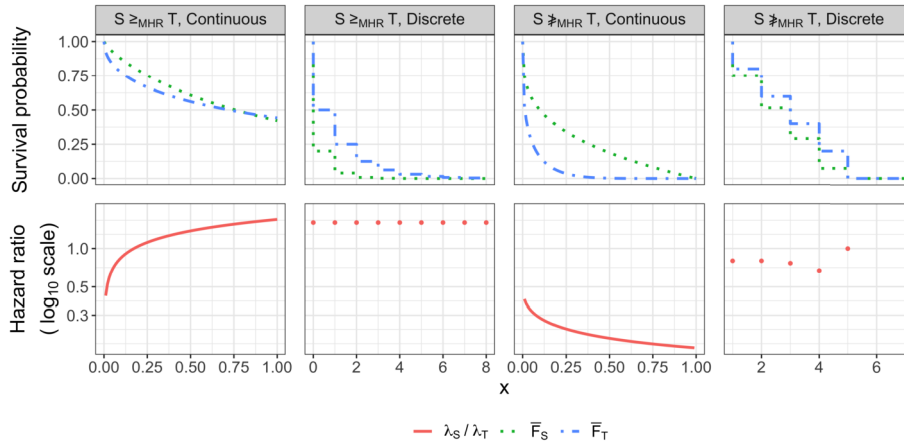 S ≥MHR T, Continuous
S ≥MHR T, Discrete
S ≱MHR T, Continuous
S ≱MHR T, Discrete
Survival probability
1.00
0.75
0.50
0.25
0.00
Hazard ratio
( log10 scale)
1.0
0.5
0.3
0.00 0.25 0.50 0.75 1.00
0 2 4 6 8
0.00 0.25 0.50 0.75 1.00
2 4 6
x
λS / λT F̅S F̅T